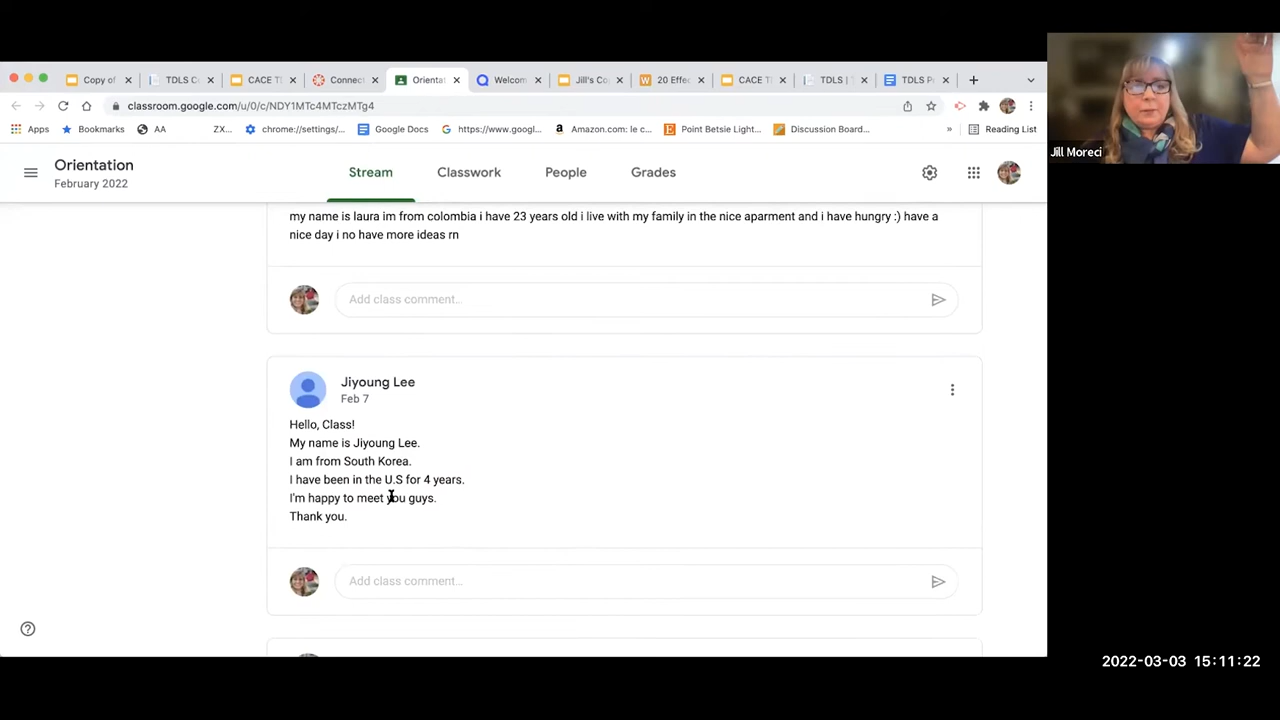 Copy of
TDLS C
CACE T
Connect
Orienta
Welcom
Jill's Co
20 Effec
CACE T
TDLS |
TDLS P
classroom.google.com/u/0/c/NDY1MTc4MTczMTg4
Apps
Bookmarks
AA
ZX...
chrome://settings/...
Google Docs
https://www.googl...
Amazon.com: le c...
Point Betsie Light...
Discussion Board...
»
Reading List
Jill Moreci
Orientation
February 2022
Stream
Classwork
People
Grades
my name is laura im from colombia i have 23 years old i live with my family in the nice aparment and i have hungry :) have a
nice day i no have more ideas rn
Add class comment...
Jiyoung Lee
Feb 7
Hello, Class!
My name is Jiyoung Lee.
I am from South Korea.
I have been in the U.S for 4 years.
I'm happy to meet you guys.
Thank you.
Add class comment...
2022-03-03 15:11:22